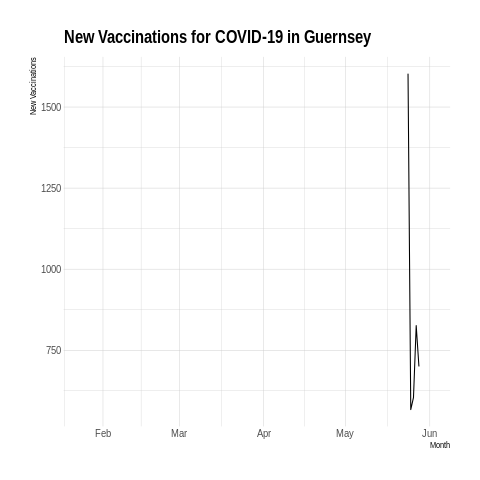 New Vaccinations for COVID-19 in Guernsey
New Vaccinations
1500
1250
1000
750
Feb Mar Apr May Jun
Month